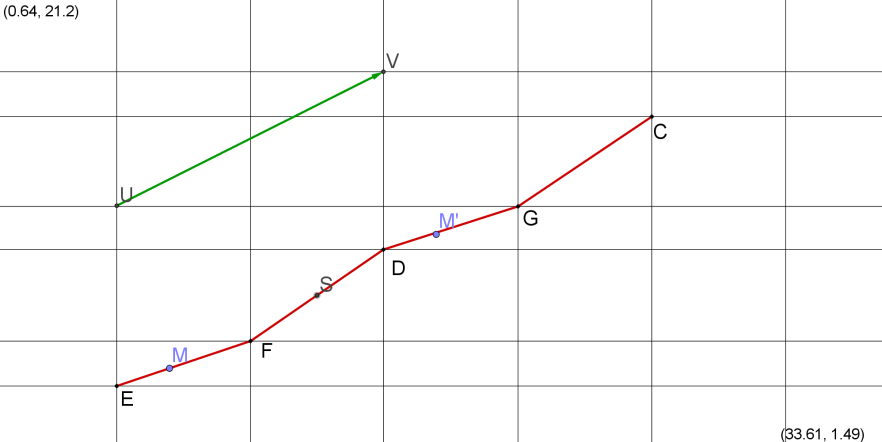 (0.64, 21.2)
V
U
C
M'
G
D
S
M
F
E
(33.61, 1.49)